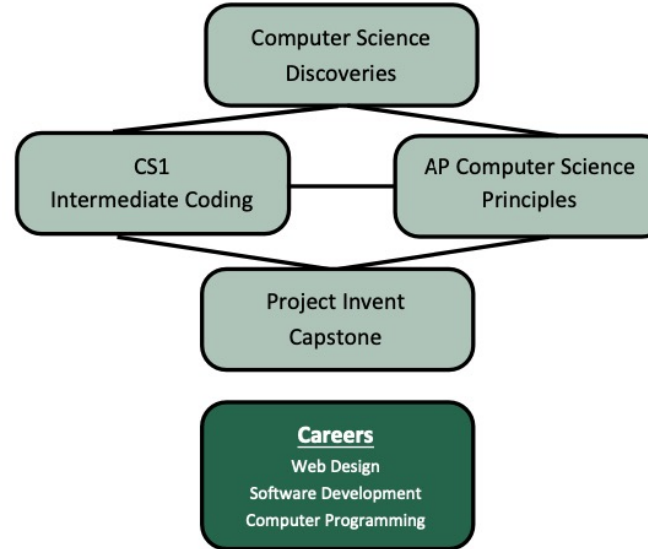 Computer Science
Discoveries
CS1
Intermediate Coding
AP Computer Science
Principles
Project Invent
Capstone
Careers
Web Design
Software Development
Computer Programming